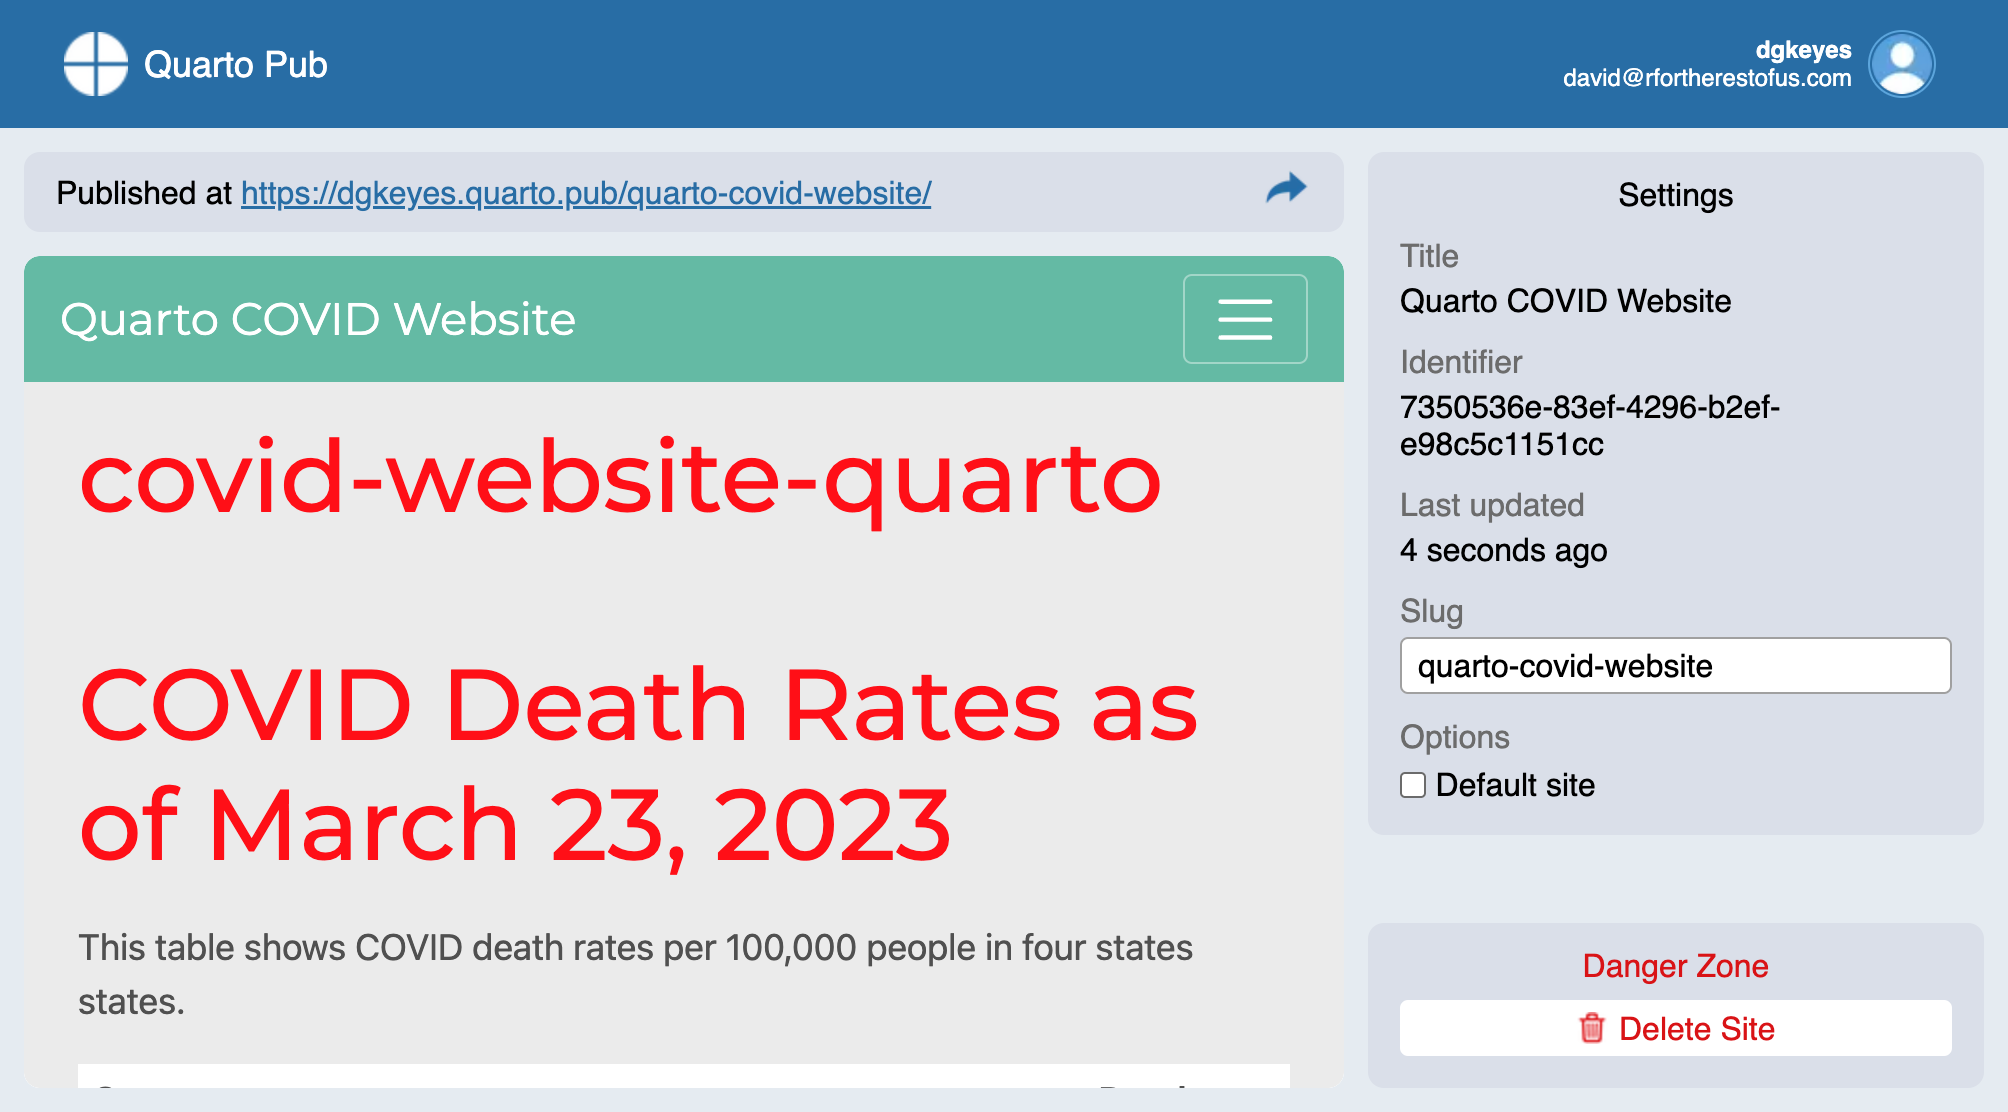 Quarto Pub
dgkeyes
david@rfortherestofus.com
Published at https://dgkeyes.quarto.pub/quarto-covid-website/
Quarto COVID Website
covid-website-quarto
COVID Death Rates as
of March 23, 2023
This table shows COVID death rates per 100,000 people in four states
states.
Settings
Title
Quarto COVID Website
Identifier
7350536e-83ef-4296-b2ef-
e98c5c1151cc
Last updated
4 seconds ago
Slug
quarto-covid-website
Options
Default site
Danger Zone
Delete Site